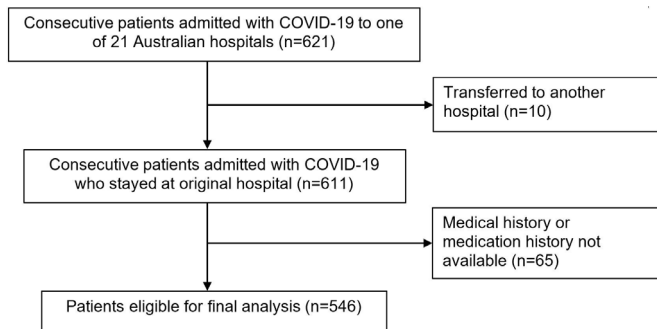 Consecutive patients admitted with COVID-19 to one
of 21 Australian hospitals (n=621)
Transferred to another
hospital (n=10)
Consecutive patients admitted with COVID-19
who stayed at original hospital (n=611)
Medical history or
medication history not
available (n=65)
Patients eligible for final analysis (n=546)